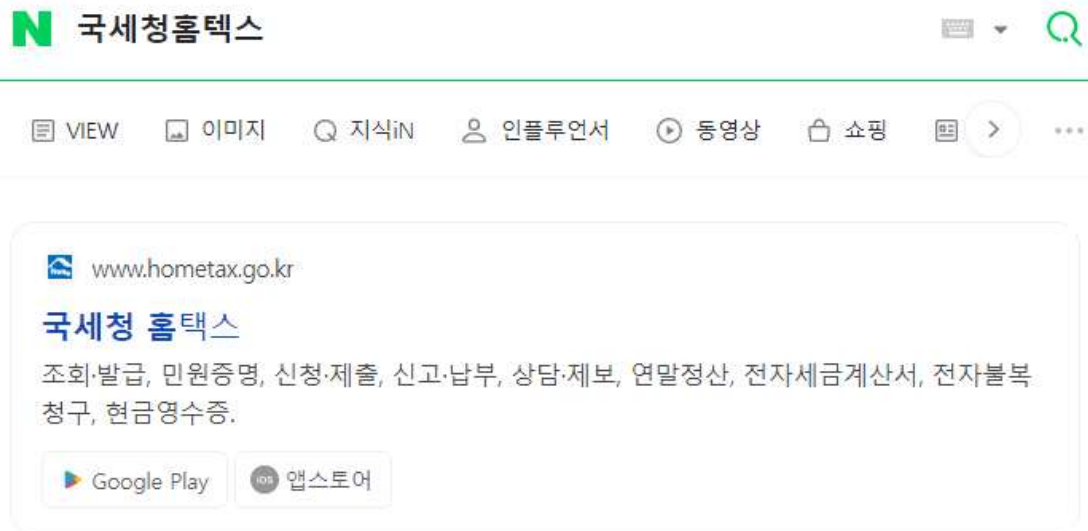 N 국세청홈텍스
VIEW 이미지 지식iN 인플루언서 동영상 쇼핑
www.hometax.go.kr
국세청 홈택스
조회·발급, 민원증명, 신청·제출, 신고·납부, 상담·제보, 연말정산, 전자세금계산서, 전자불복
청구, 현금영수증.
Google Play iOS 앱스토어